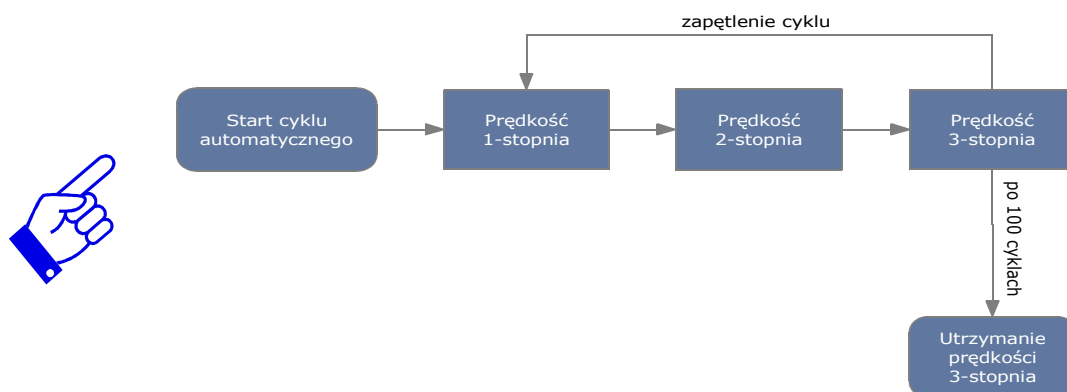 zapętlenie cyklu
Start cyklu
automatycznego
Prędkość
1-stopnia
Prędkość
2-stopnia
Prędkość
3-stopnia
po 100 cyklach
Utrzymanie
prędkości
3-stopnia